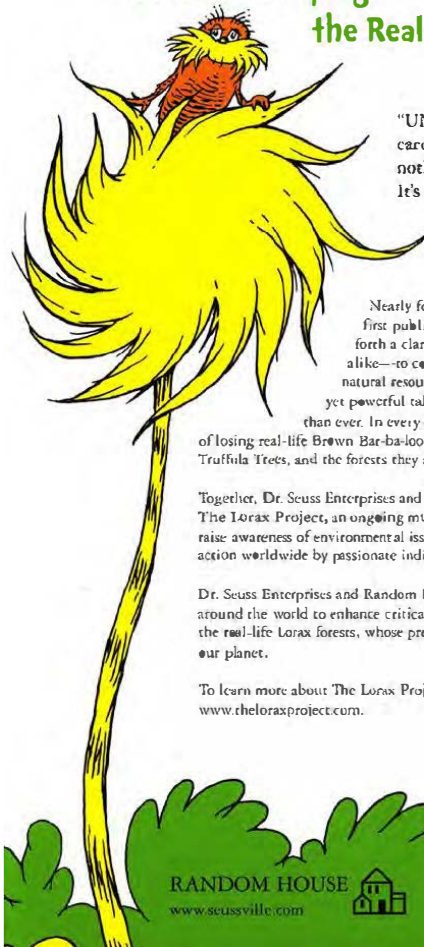 the Real
"UN
care
not
It's
Nearly fo
first publ
forth a clar
alike—to co
natural resou
yet powerful tal
than ever. In every
of losing real-life Brown Bar-ba-loo
Truffula Trees, and the forests they
Together, Dr. Seuss Enterprises and
The Lorax Project, an ongoing mu
raise awareness of environmental iss
action worldwide by passionate indi
Dr. Seuss Enterprises and Random
around the world to enhance critica
the real-life Lorax forests, whose pre
our planet.
To learn more about The Lorax Proj
www.theloraxproject.com.
RANDOM HOUSE
www.seussville.com